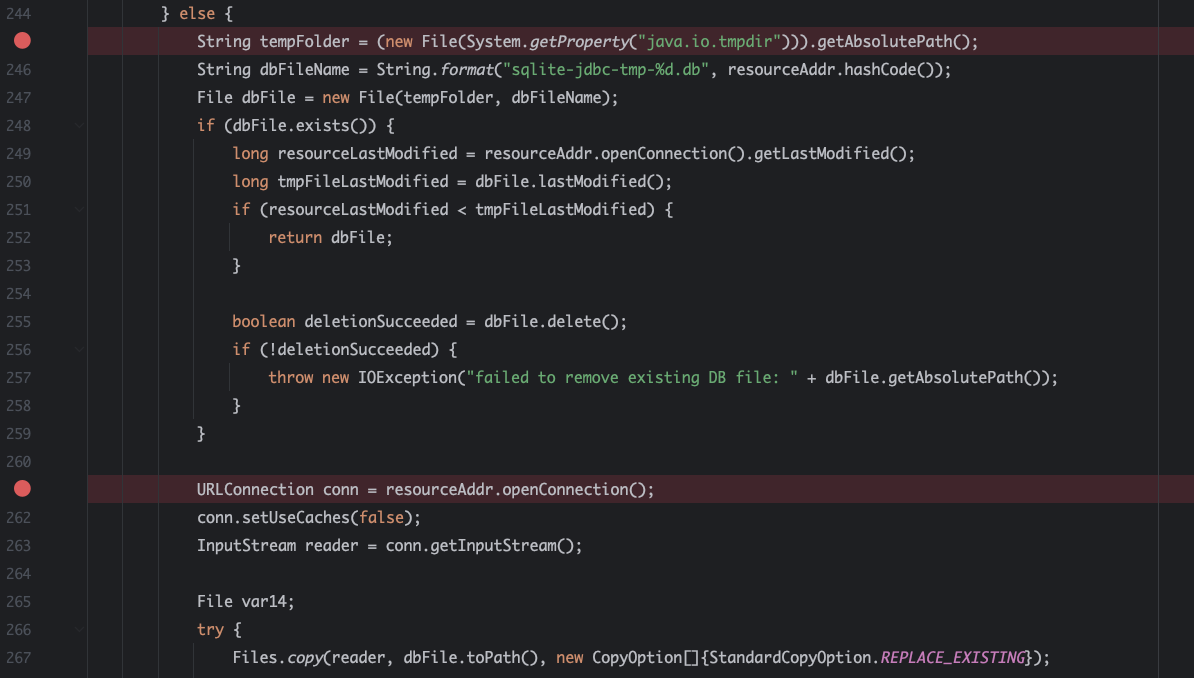 244 } else {
String tempFolder = (new File(System.getProperty("java.io.tmpdir"))).getAbsolutePath();
246 String dbFileName = String.format("sqlite-jdbc-tmp-%d.db", resourceAddr.hashCode());
247 File dbFile = new File(tempFolder, dbFileName);
248 if (dbFile.exists()) {
249 long resourceLastModified = resourceAddr.openConnection().getLastModified();
250 long tmpFileLastModified = dbFile.lastModified();
251 if (resourceLastModified < tmpFileLastModified) {
252 return dbFile;
253 }
254
255 boolean deletionSucceeded = dbFile.delete();
256 if (!deletionSucceeded) {
257 throw new IOException("failed to remove existing DB file: " + dbFile.getAbsolutePath());
258 }
259 }
260
URLConnection conn = resourceAddr.openConnection();
262 conn.setUseCaches(false);
263 InputStream reader = conn.getInputStream();
264
265 File var14;
266 try {
267 Files.copy(reader, dbFile.toPath(), new CopyOption[]{StandardCopyOption.REPLACE_EXISTING});